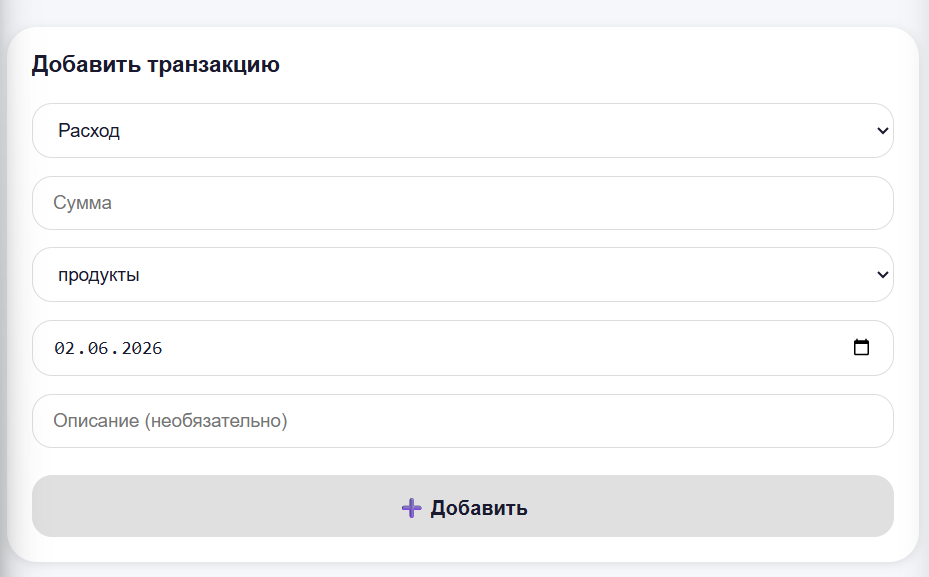 Добавить транзакцию
Расход
Сумма
продукты
02.06.2026
Описание (необязательно)
➕ Добавить